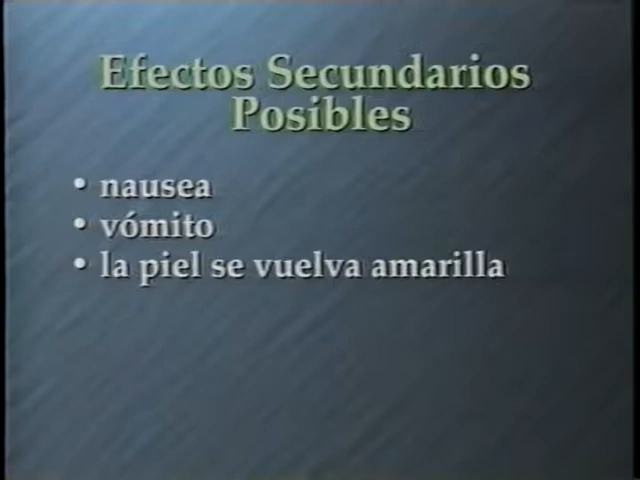 Efectos Secundarios
Posibles
• nausea
• vómito
• la piel se vuelva amarilla